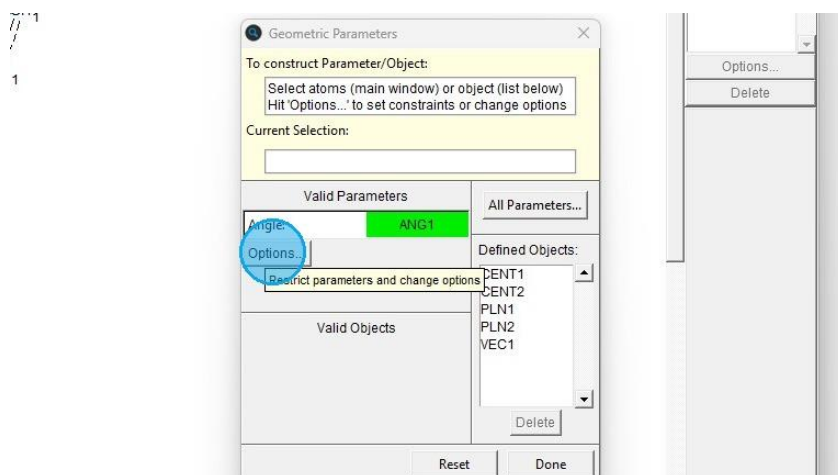 1
1
Geometric Parameters
To construct Parameter/Object:
Select atoms (main window) or object (list below)
Hit 'Options...' to set constraints or change options
Current Selection:
Valid Parameters
All Parameters...
Angle:
ANG1
Options...
Restrict parameters and change options
Defined Objects:
CENT1
CENT2
PLN1
PLN2
VEC1
Valid Objects
Delete
Reset
Done
Options...
Delete